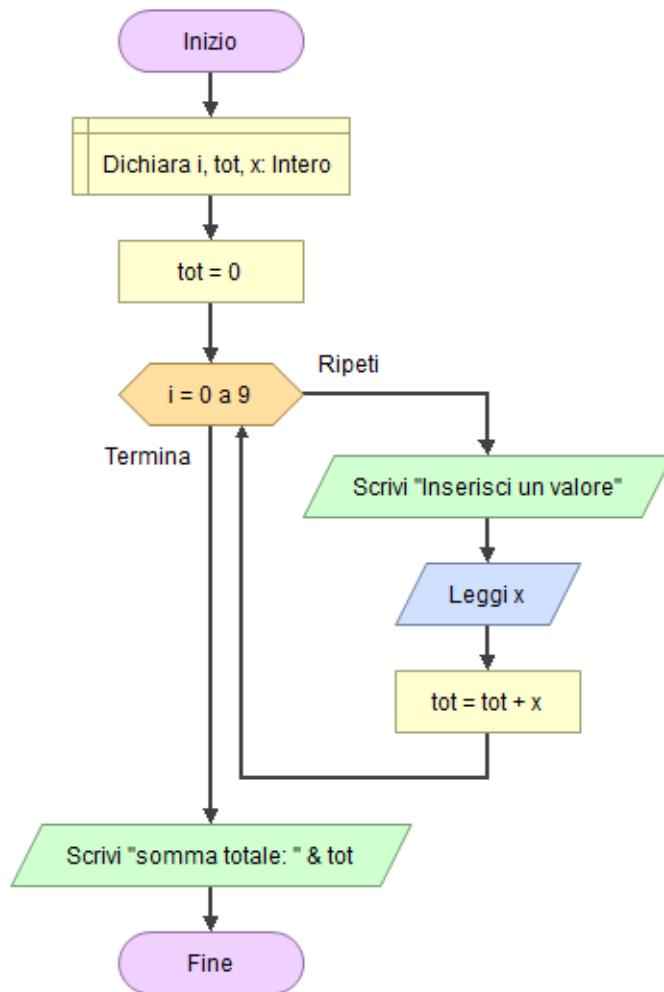 Inizio
Dichiara i, tot, x: Intero
tot = 0
i = 0 a 9
Ripeti
Termina
Scrivi "Inserisci un valore"
Leggi x
tot = tot + x
Scrivi "somma totale: " & tot
Fine